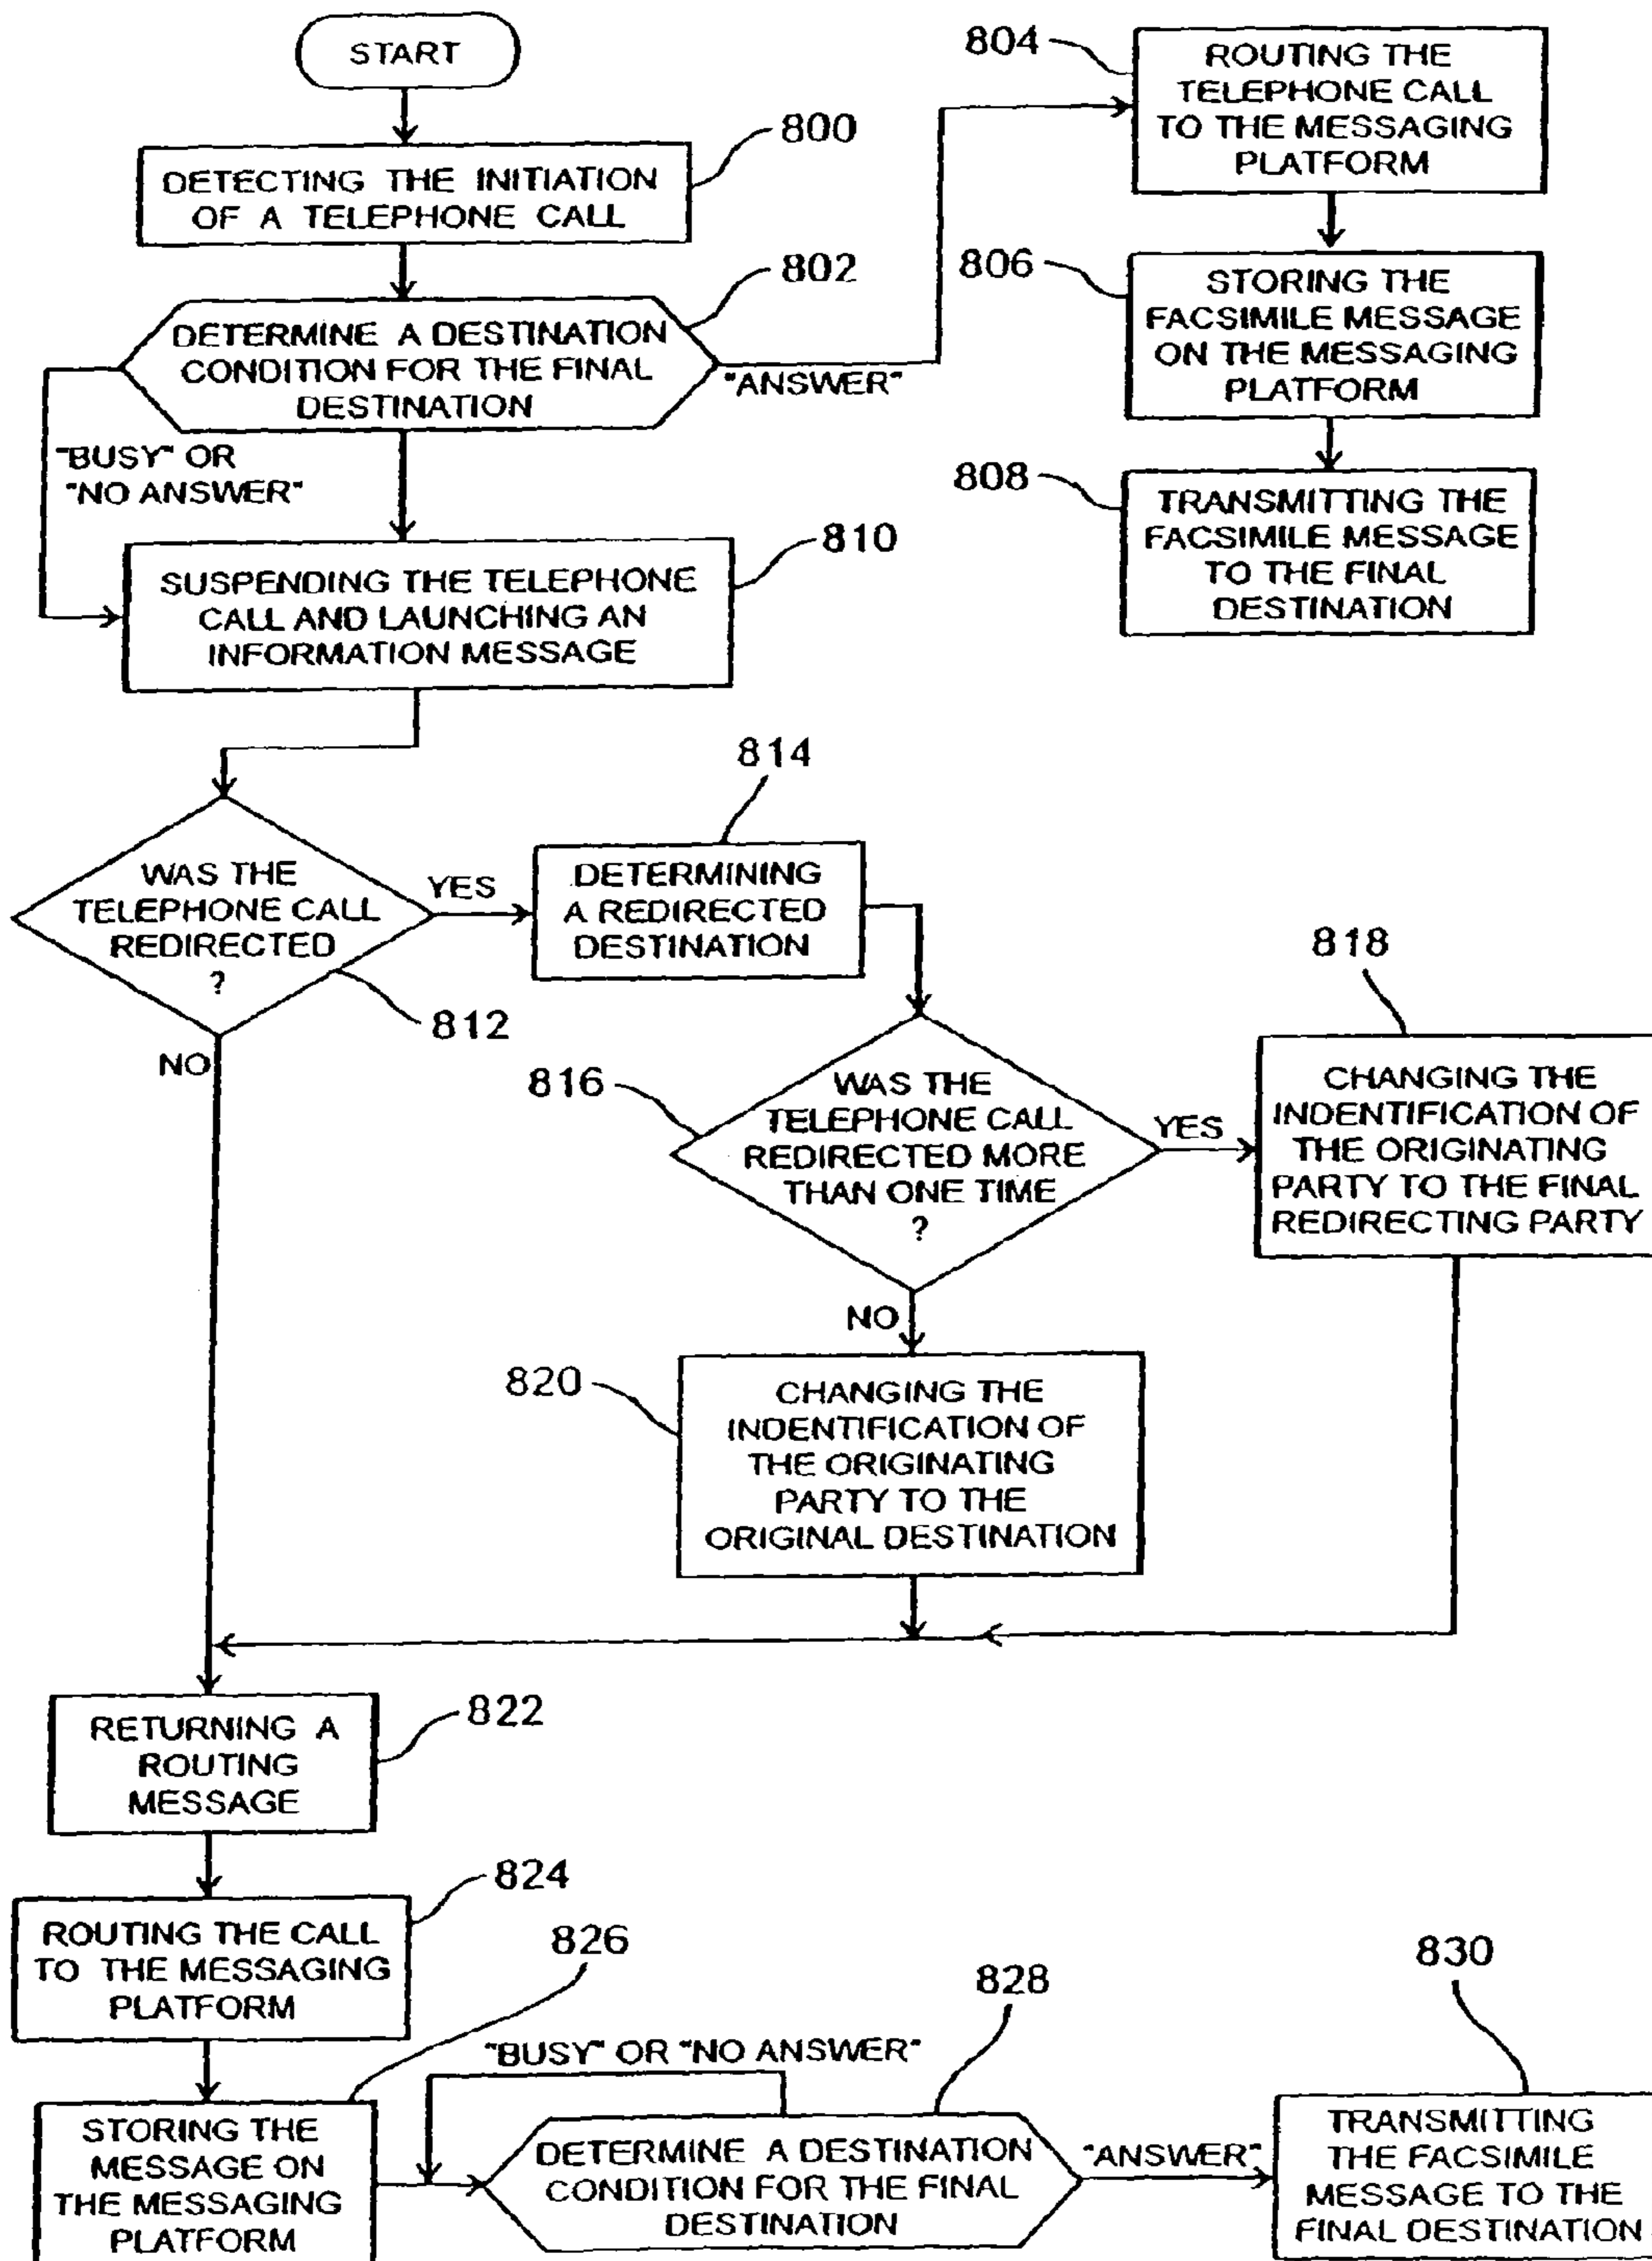 START
800
DETECTING THE INITIATION
OF A TELEPHONE CALL
802
DETERMINE A DESTINATION
CONDITION FOR THE FINAL
DESTINATION
"ANSWER"
"BUSY" OR
"NO ANSWER"
804
ROUTING THE
TELEPHONE CALL
TO THE MESSAGING
PLATFORM
806
STORING THE
FACSIMILE MESSAGE
ON THE MESSAGING
PLATFORM
808
TRANSMITTING THE
FACSIMILE MESSAGE
TO THE FINAL
DESTINATION
810
SUSPENDING THE TELEPHONE
CALL AND LAUNCHING AN
INFORMATION MESSAGE
WAS THE
TELEPHONE CALL
REDIRECTED
?
812
YES
NO
814
DETERMINING
A REDIRECTED
DESTINATION
816
WAS THE
TELEPHONE CALL
REDIRECTED MORE
THAN ONE TIME
?
YES
NO
818
CHANGING THE
INDENTIFICATION OF
THE ORIGINATING
PARTY TO THE FINAL
REDIRECTING PARTY
820
CHANGING THE
INDENTIFICATION OF
THE ORIGINATING
PARTY TO THE
ORIGINAL DESTINATION
822
RETURNING A
ROUTING
MESSAGE
824
ROUTING THE CALL
TO THE MESSAGING
PLATFORM
826
STORING THE
MESSAGE ON
THE MESSAGING
PLATFORM
"BUSY" OR "NO ANSWER"
828
DETERMINE A DESTINATION
CONDITION FOR THE FINAL
DESTINATION
"ANSWER"
830
TRANSMITTING
THE FACSIMILE
MESSAGE TO THE
FINAL DESTINATION